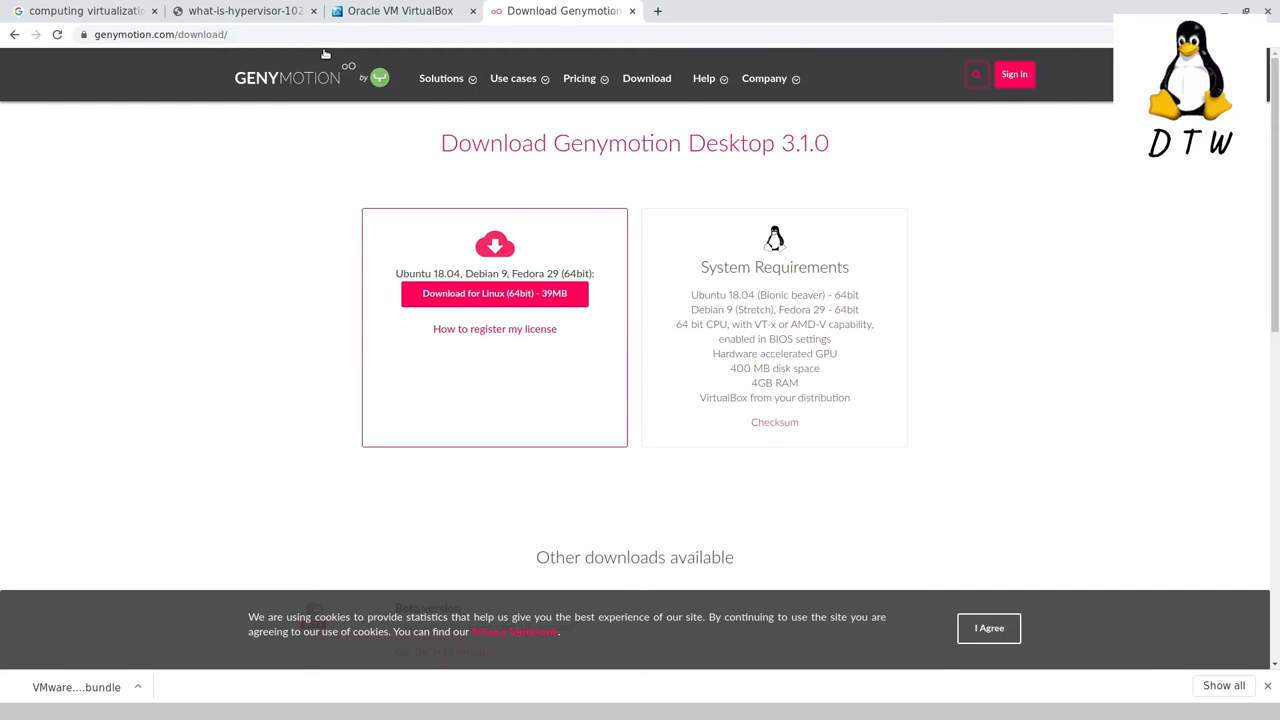 computing virtualizatio
what-is-hypervisor-102
Oracle VM VirtualBox
Download Genymotion
genymotion.com/download/
GENYMOTION by
Solutions
Use cases
Pricing
Download
Help
Company
Sign In
DTW
Download Genymotion Desktop 3.1.0
Ubuntu 18.04, Debian 9, Fedora 29 (64bit):
Download for Linux (64bit) - 39MB
How to register my license
System Requirements
Ubuntu 18.04 (Bionic beaver) - 64bit
Debian 9 (Stretch), Fedora 29 - 64bit
64 bit CPU, with VT-x or AMD-V capability,
enabled in BIOS settings
Hardware accelerated GPU
400 MB disk space
4GB RAM
VirtualBox from your distribution
Checksum
Other downloads available
Beta version
We are using cookies to provide statistics that help us give you the best experience of our site. By continuing to use the site you are
agreeing to our use of cookies. You can find our Privacy Statement.
I Agree
VMware....bundle
Show all